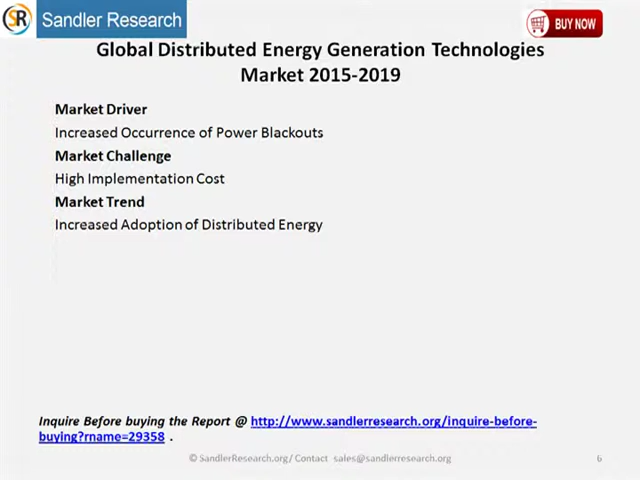 SR Sandler Research
BUY NOW
Global Distributed Energy Generation Technologies
Market 2015-2019
Market Driver
Increased Occurrence of Power Blackouts
Market Challenge
High Implementation Cost
Market Trend
Increased Adoption of Distributed Energy
Inquire Before buying the Report @ http://www.sandlerresearch.org/inquire-before-
buying?rname=29358 .
© SandlerResearch.org/ Contact sales@sandlerresearch.org
6